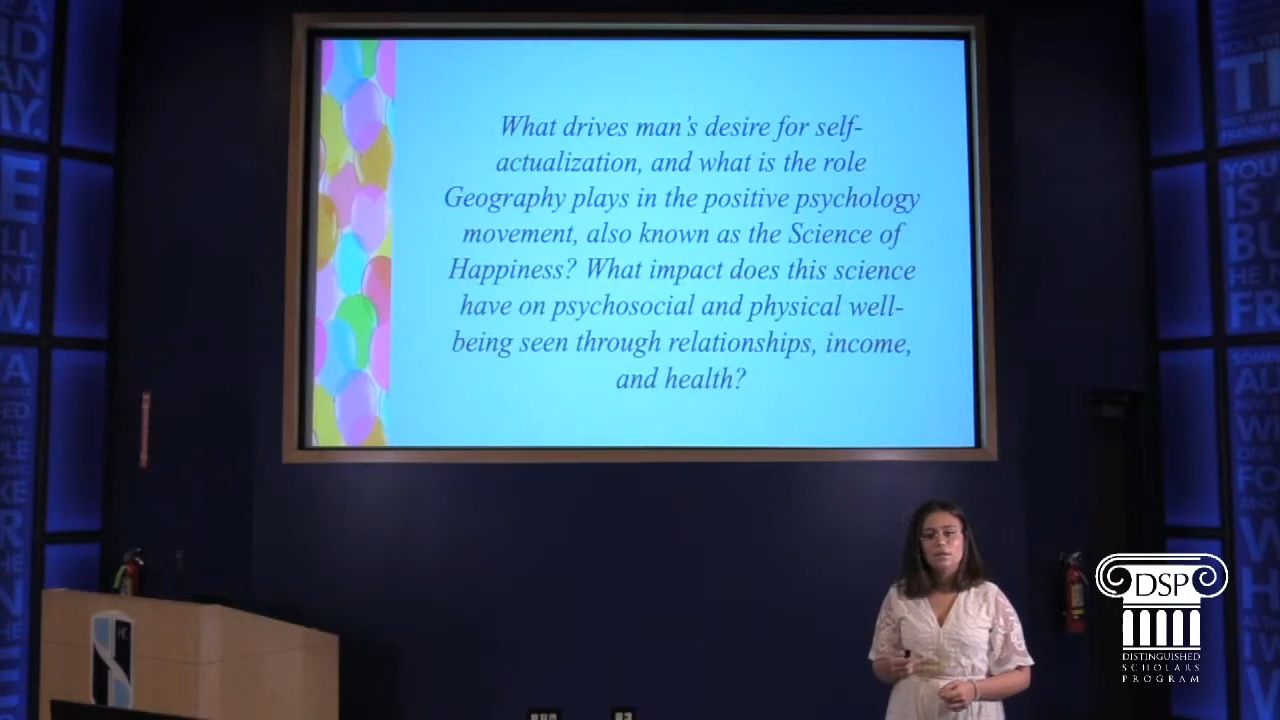 What drives man's desire for self-
actualization, and what is the role
Geography plays in the positive psychology
movement, also known as the Science of
Happiness? What impact does this science
have on psychosocial and physical well-
being seen through relationships, income,
and health?
HC
DSP
DISTINGUISHED
SCHOLARS
PROGRAM